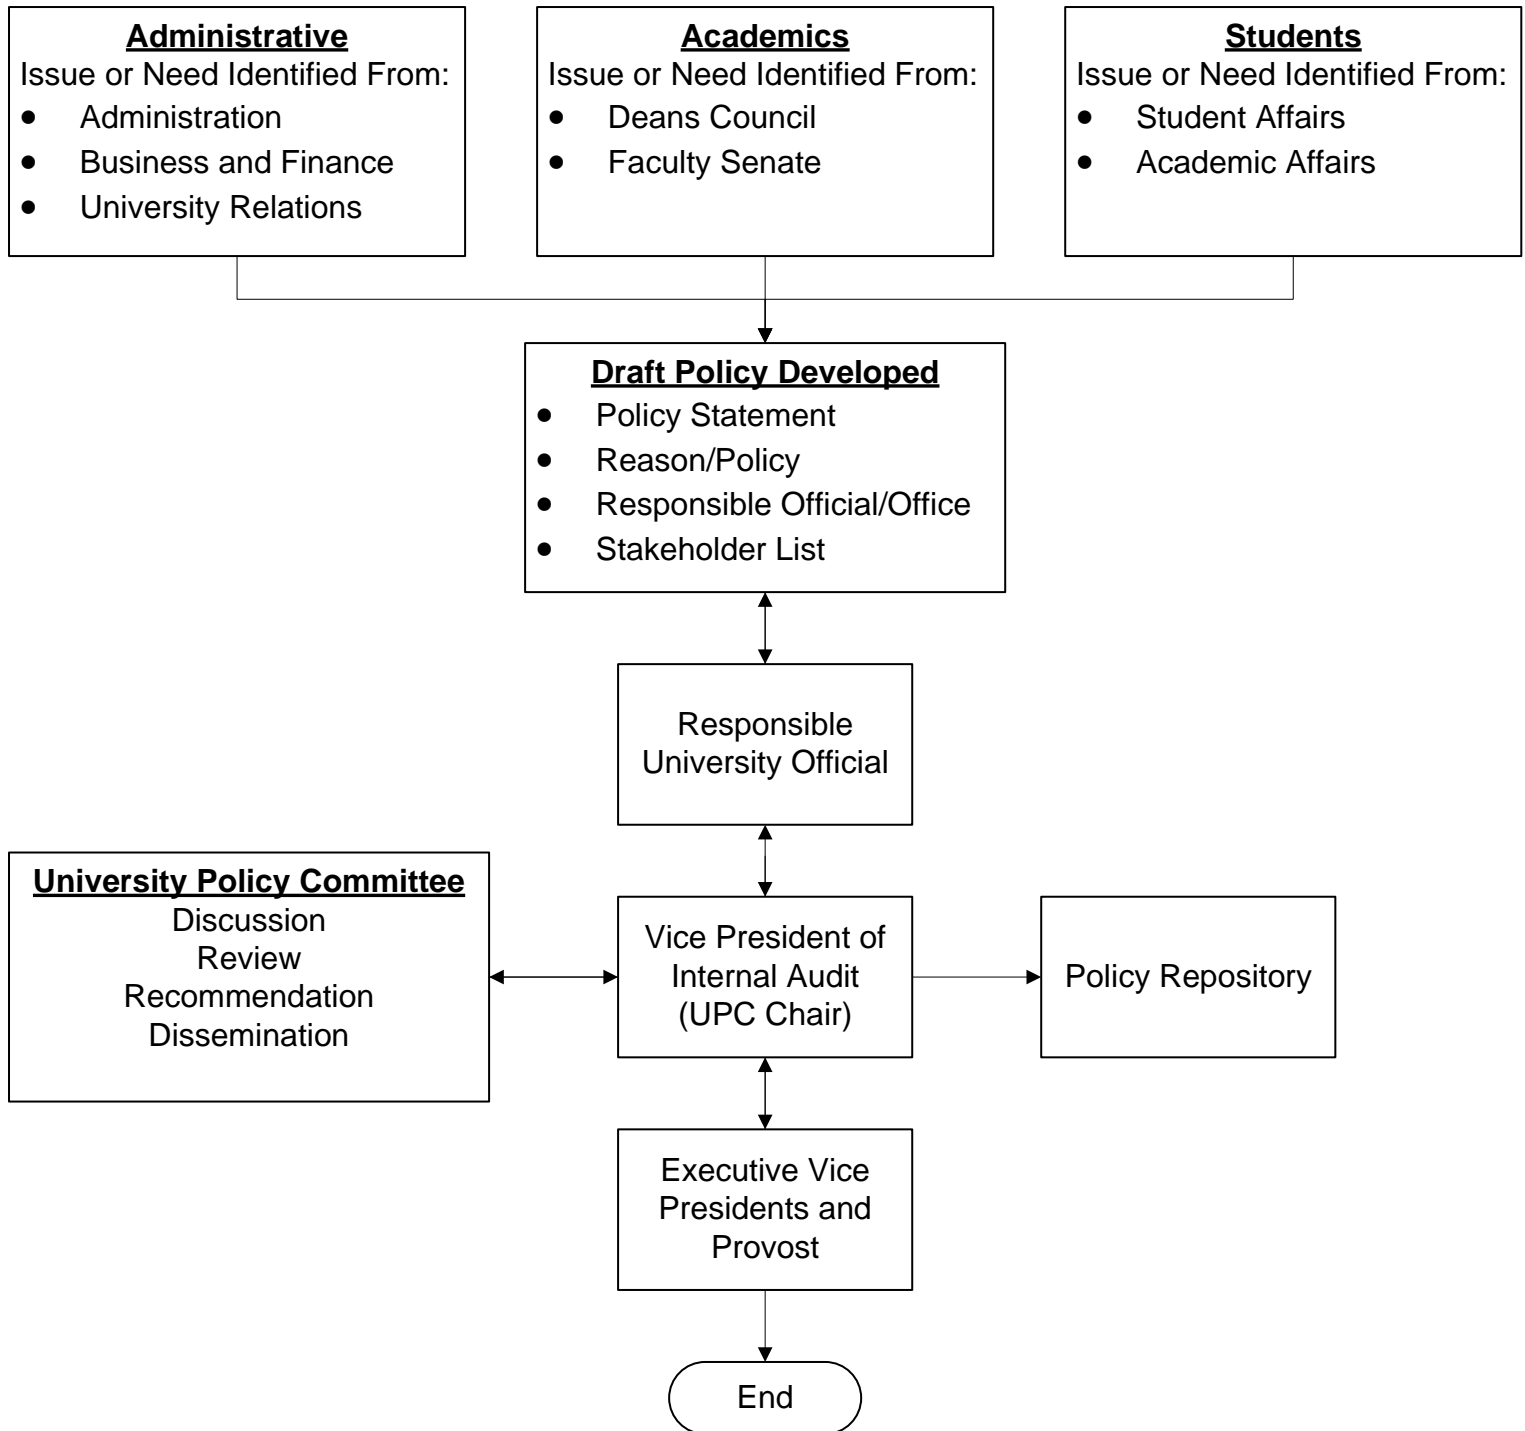 Administrative
Issue or Need Identified From:
● Administration
● Business and Finance
● University Relations
Academics
Issue or Need Identified From:
● Deans Council
● Faculty Senate
Students
Issue or Need Identified From:
● Student Affairs
● Academic Affairs
Draft Policy Developed
● Policy Statement
● Reason/Policy
● Responsible Official/Office
● Stakeholder List
Responsible
University Official
University Policy Committee
Discussion
Review
Recommendation
Dissemination
Vice President of
Internal Audit
(UPC Chair)
Policy Repository
Executive Vice
Presidents and
Provost
End